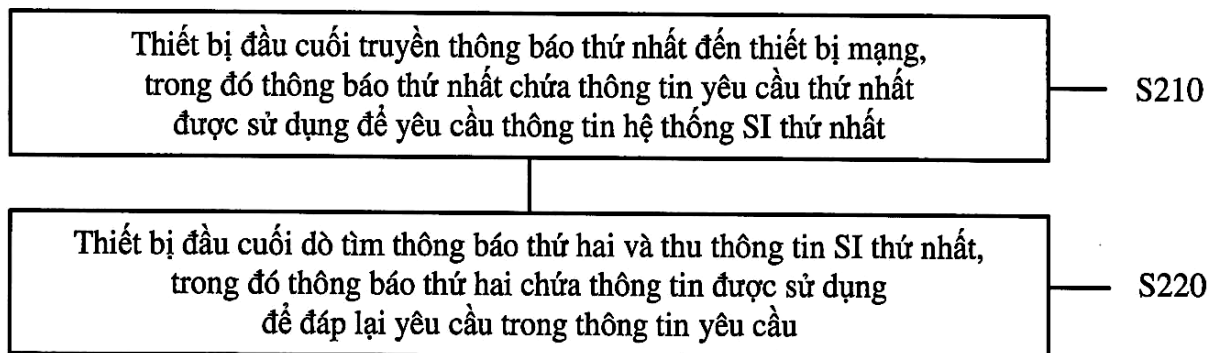 Thiết bị đầu cuối truyền thông báo thứ nhất đến thiết bị mạng,
trong đó thông báo thứ nhất chứa thông tin yêu cầu thứ nhất
được sử dụng để yêu cầu thông tin hệ thống SI thứ nhất
S210
Thiết bị đầu cuối dò tìm thông báo thứ hai và thu thông tin SI thứ nhất,
trong đó thông báo thứ hai chứa thông tin được sử dụng
để đáp lại yêu cầu trong thông tin yêu cầu
S220